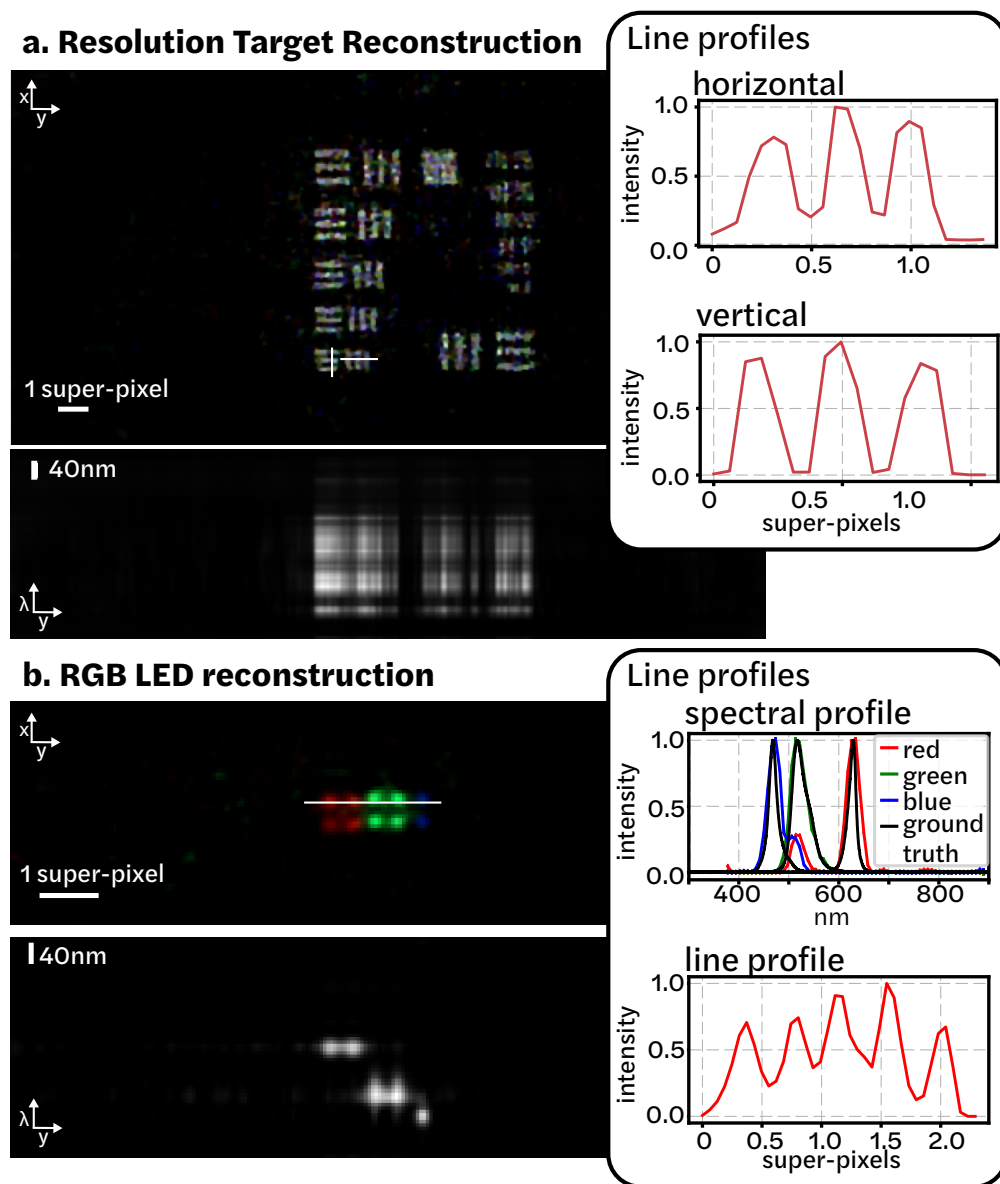 a. Resolution Target Reconstruction
x
y
1 super-pixel
40nm
λ
y
Line profiles
horizontal
intensity
1.0
0.5
0.0
0
0.5
1.0
vertical
intensity
1.0
0.5
0.0
0
0.5
1.0
super-pixels
b. RGB LED reconstruction
x
y
1 super-pixel
40nm
λ
y
Line profiles
spectral profile
intensity
1.0
0.5
0.0
400
600
800
nm
red
green
blue
ground
truth
line profile
intensity
1.0
0.5
0.0
0
0.5
1.0
1.5
2.0
super-pixels